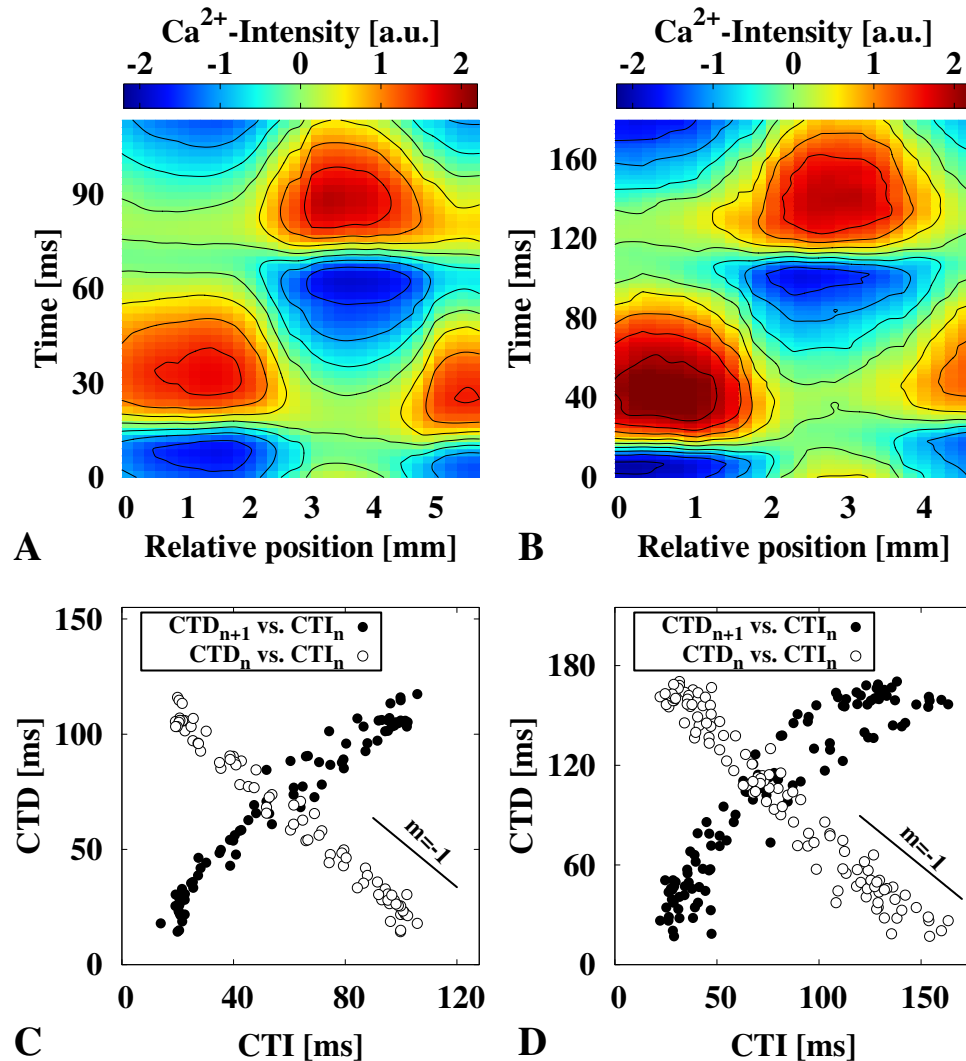 Ca2+-Intensity [a.u.]
-2 -1 0 1 2
Time [ms]
90
60
30
0
0 1 2 3 4 5
A
Relative position [mm]
Ca2+-Intensity [a.u.]
-2 -1 0 1 2
Time [ms]
160
120
80
40
0
0 1 2 3 4
B
Relative position [mm]
CTD [ms]
150
100
50
0
CTDn+1 vs. CTIn
CTDn vs. CTIn
m=-1
0 40 80 120
C
CTI [ms]
CTD [ms]
180
120
60
0
CTDn+1 vs. CTIn
CTDn vs. CTIn
m=-1
0 50 100 150
D
CTI [ms]